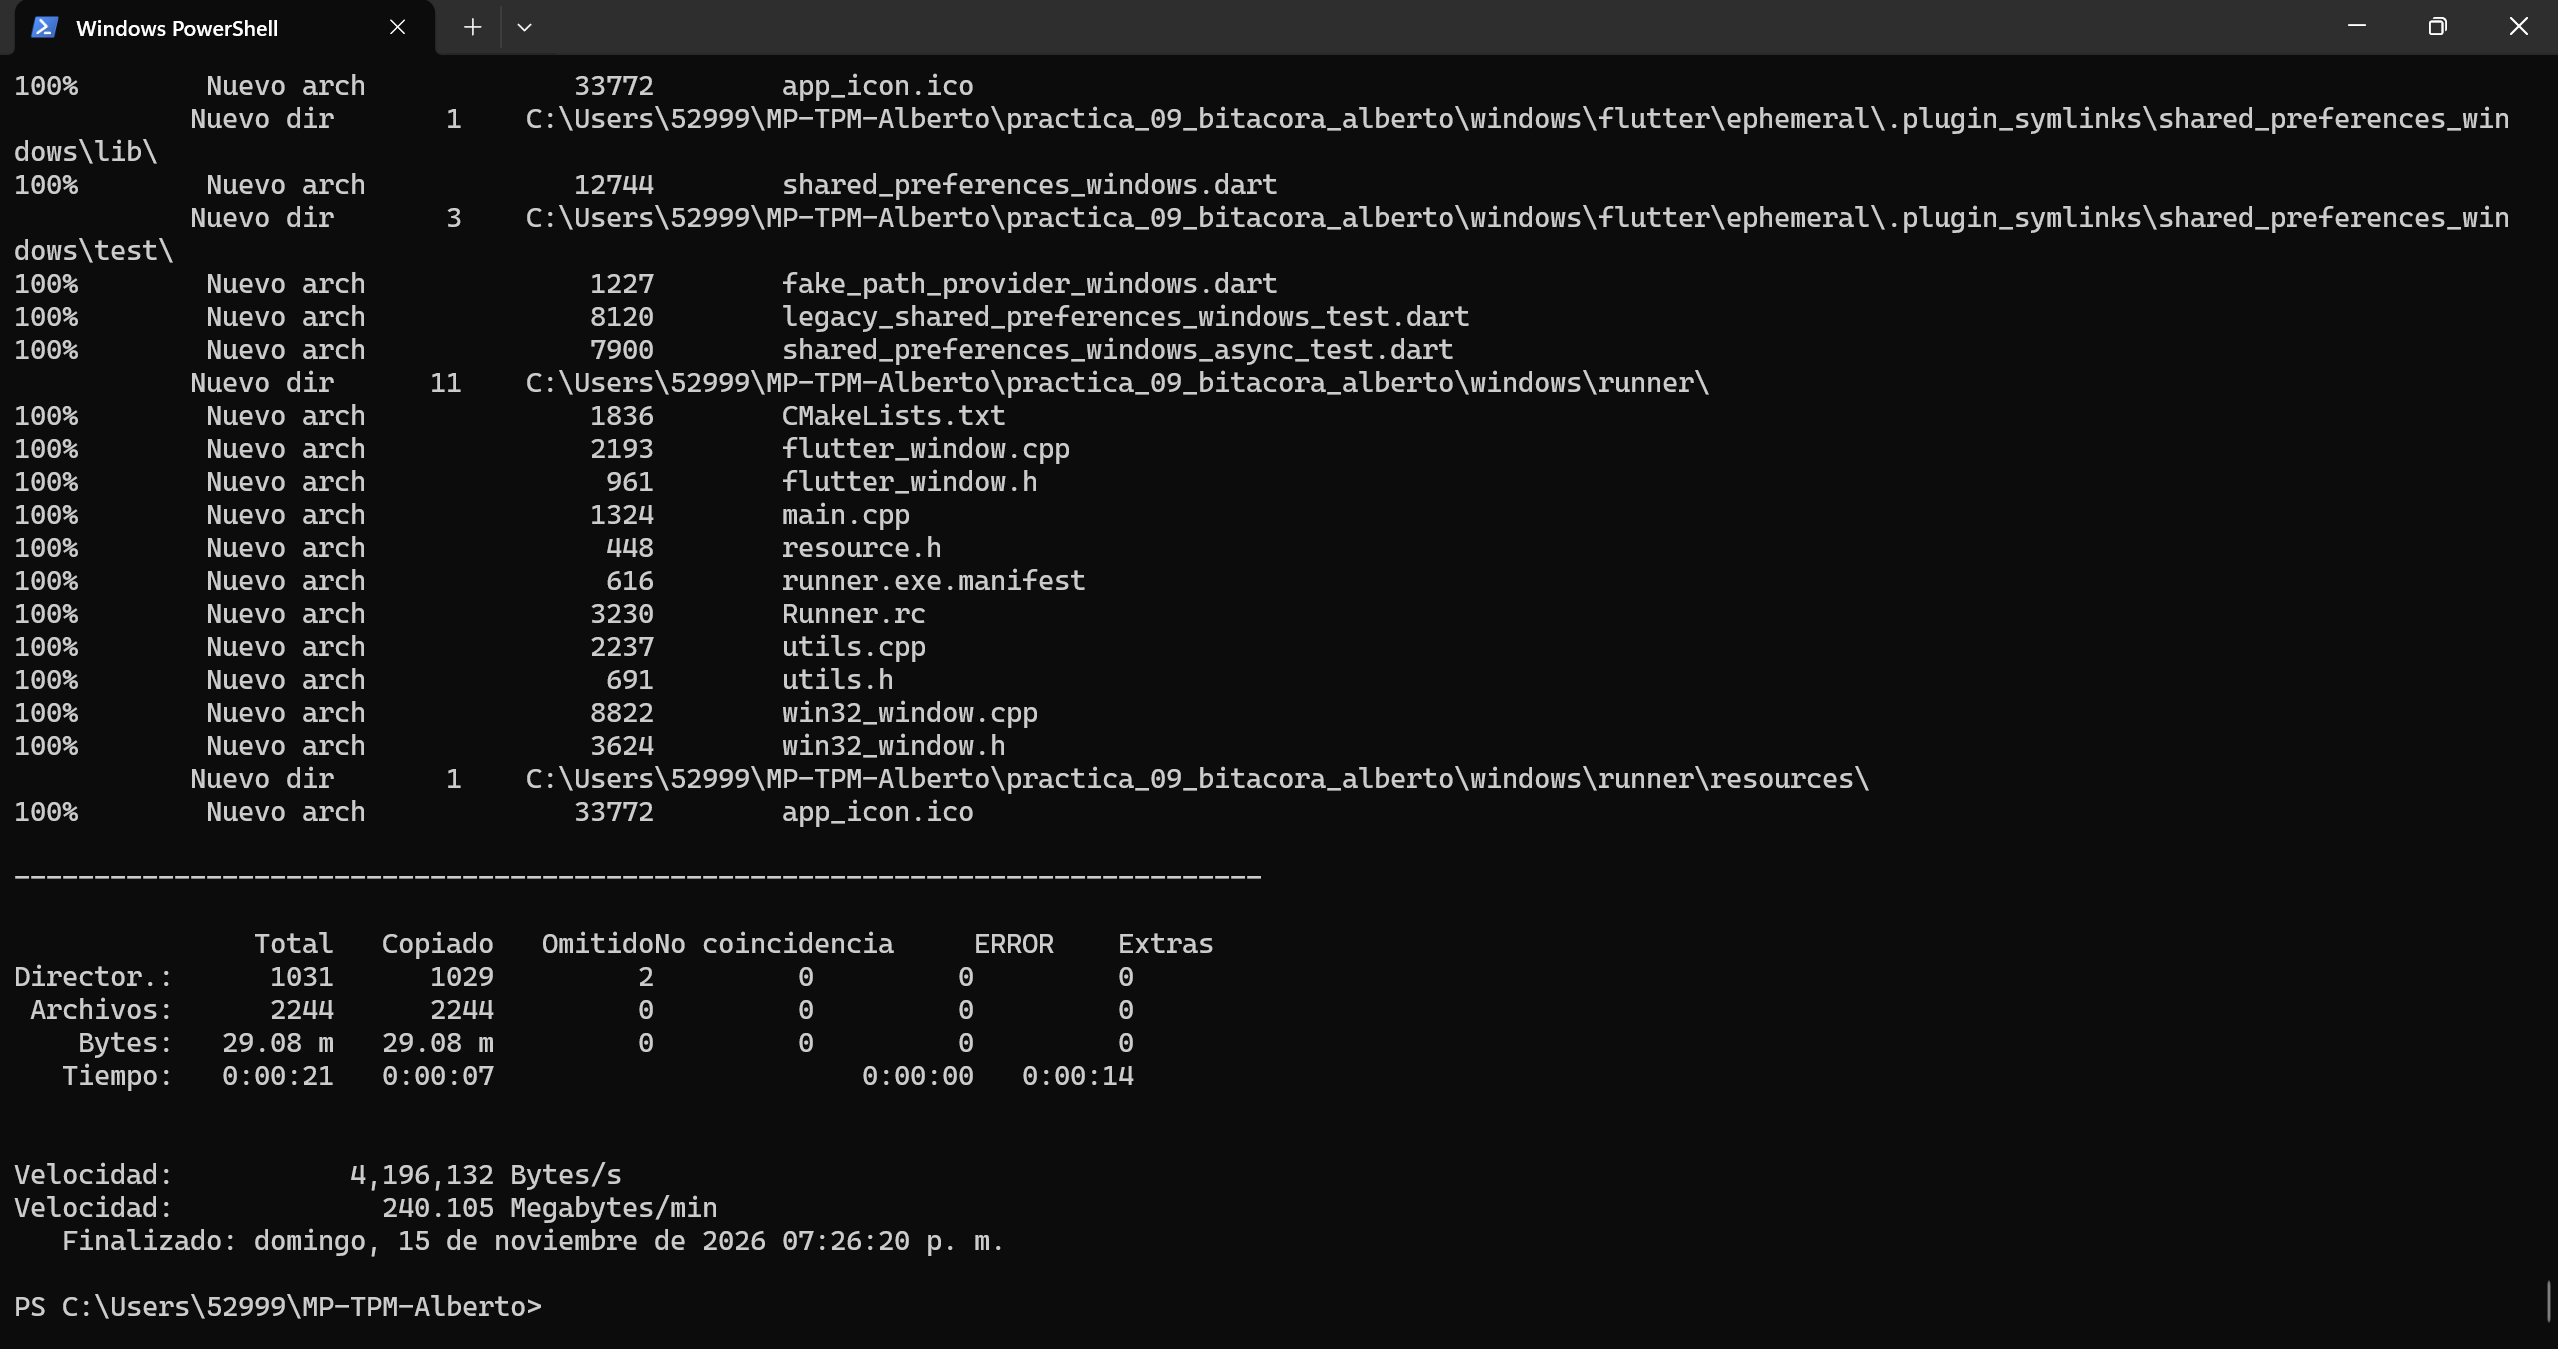 Windows PowerShell
100%        Nuevo arch             33772        app_icon.ico
           Nuevo dir       1    C:\Users\52999\MP-TPM-Alberto\practica_09_bitacora_alberto\windows\flutter\ephemeral\.plugin_symlinks\shared_preferences_win
dows\lib\
100%        Nuevo arch             12744        shared_preferences_windows.dart
           Nuevo dir       3    C:\Users\52999\MP-TPM-Alberto\practica_09_bitacora_alberto\windows\flutter\ephemeral\.plugin_symlinks\shared_preferences_win
dows\test\
100%        Nuevo arch              1227        fake_path_provider_windows.dart
100%        Nuevo arch              8120        legacy_shared_preferences_windows_test.dart
100%        Nuevo arch              7900        shared_preferences_windows_async_test.dart
           Nuevo dir      11    C:\Users\52999\MP-TPM-Alberto\practica_09_bitacora_alberto\windows\runner\
100%        Nuevo arch              1836        CMakeLists.txt
100%        Nuevo arch              2193        flutter_window.cpp
100%        Nuevo arch               961        flutter_window.h
100%        Nuevo arch              1324        main.cpp
100%        Nuevo arch               448        resource.h
100%        Nuevo arch               616        runner.exe.manifest
100%        Nuevo arch              3230        Runner.rc
100%        Nuevo arch              2237        utils.cpp
100%        Nuevo arch               691        utils.h
100%        Nuevo arch              8822        win32_window.cpp
100%        Nuevo arch              3624        win32_window.h
           Nuevo dir       1    C:\Users\52999\MP-TPM-Alberto\practica_09_bitacora_alberto\windows\runner\resources\
100%        Nuevo arch             33772        app_icon.ico
------------------------------------------------------------------------------
               Total   Copiado   OmitidoNo coincidencia     ERROR    Extras
Director.:      1031      1029         2         0         0         0
 Archivos:      2244      2244         0         0         0         0
    Bytes:   29.08 m   29.08 m         0         0         0         0
   Tiempo:   0:00:21   0:00:07                       0:00:00   0:00:14
Velocidad:           4,196,132 Bytes/s
Velocidad:             240.105 Megabytes/min
   Finalizado: domingo, 15 de noviembre de 2026 07:26:20 p. m.
PS C:\Users\52999\MP-TPM-Alberto>